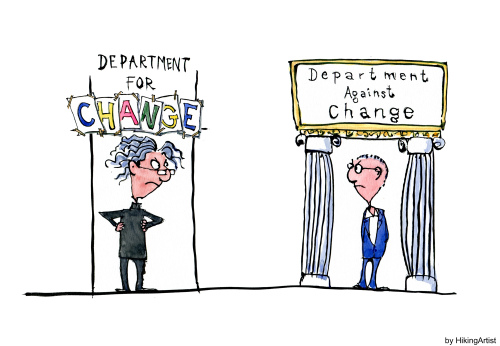 DEPARTMENT
FOR
CHANGE
Department
Against
Change
by HikingArtist